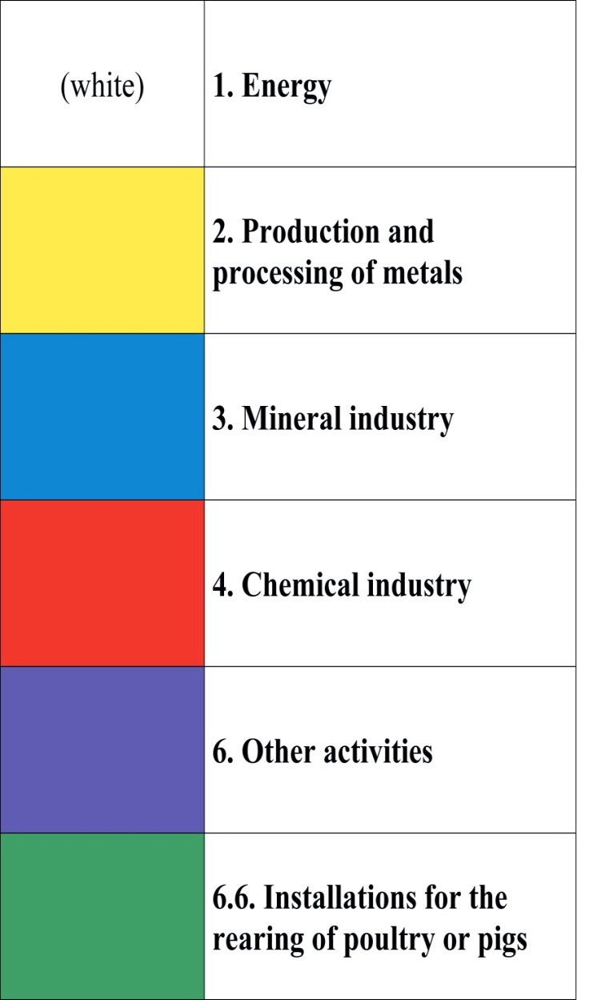 (white)
1. Energy
2. Production and
processing of metals
3. Mineral industry
4. Chemical industry
6. Other activities
6.6. Installations for the
rearing of poultry or pigs